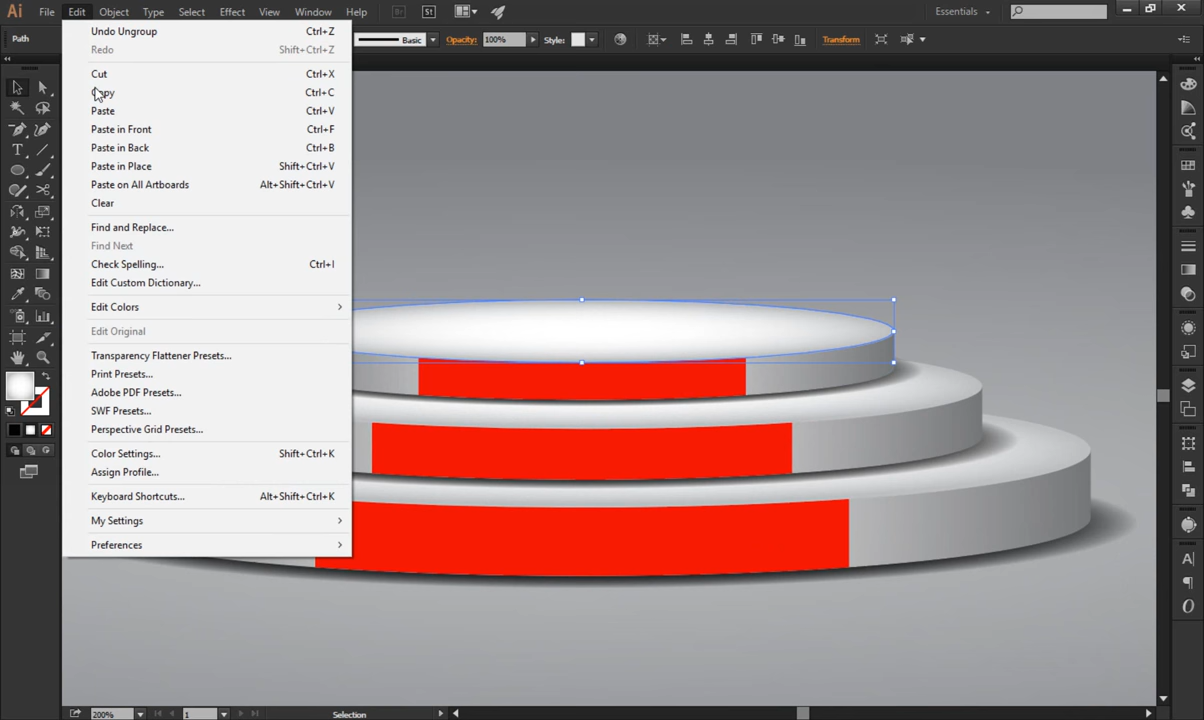 Ai File Edit Object Type Select Effect View Window Help Br St Essentials
Path Basic Opacity: 100% Style: Transform
Undo Ungroup Ctrl+Z
Redo Shift+Ctrl+Z
Cut Ctrl+X
Copy Ctrl+C
Paste Ctrl+V
Paste in Front Ctrl+F
Paste in Back Ctrl+B
Paste in Place Shift+Ctrl+V
Paste on All Artboards Alt+Shift+Ctrl+V
Clear
Find and Replace...
Find Next
Check Spelling... Ctrl+I
Edit Custom Dictionary...
Edit Colors
Edit Original
Transparency Flattener Presets...
Print Presets...
Adobe PDF Presets...
SWF Presets...
Perspective Grid Presets...
Color Settings... Shift+Ctrl+K
Assign Profile...
Keyboard Shortcuts... Alt+Shift+Ctrl+K
My Settings
Preferences
200% 1 Selection